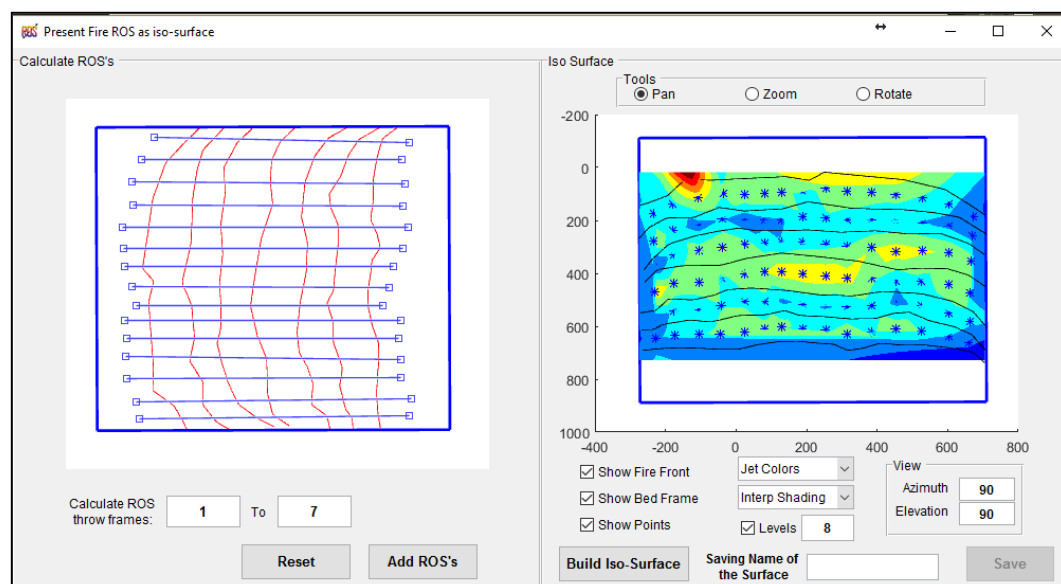 ROS Present Fire ROS as iso-surface
Calculate ROS's
Calculate ROS
throw frames:
1 To 7
Reset Add ROS's
Iso Surface
Tools
Pan Zoom Rotate
-200
0
200
400
600
800
1000
-400 -200 0 200 400 600 800
Show Fire Front Jet Colors
Show Bed Frame Interp Shading
Show Points Levels 8
View
Azimuth 90
Elevation 90
Build Iso-Surface
Saving Name of
the Surface
Save